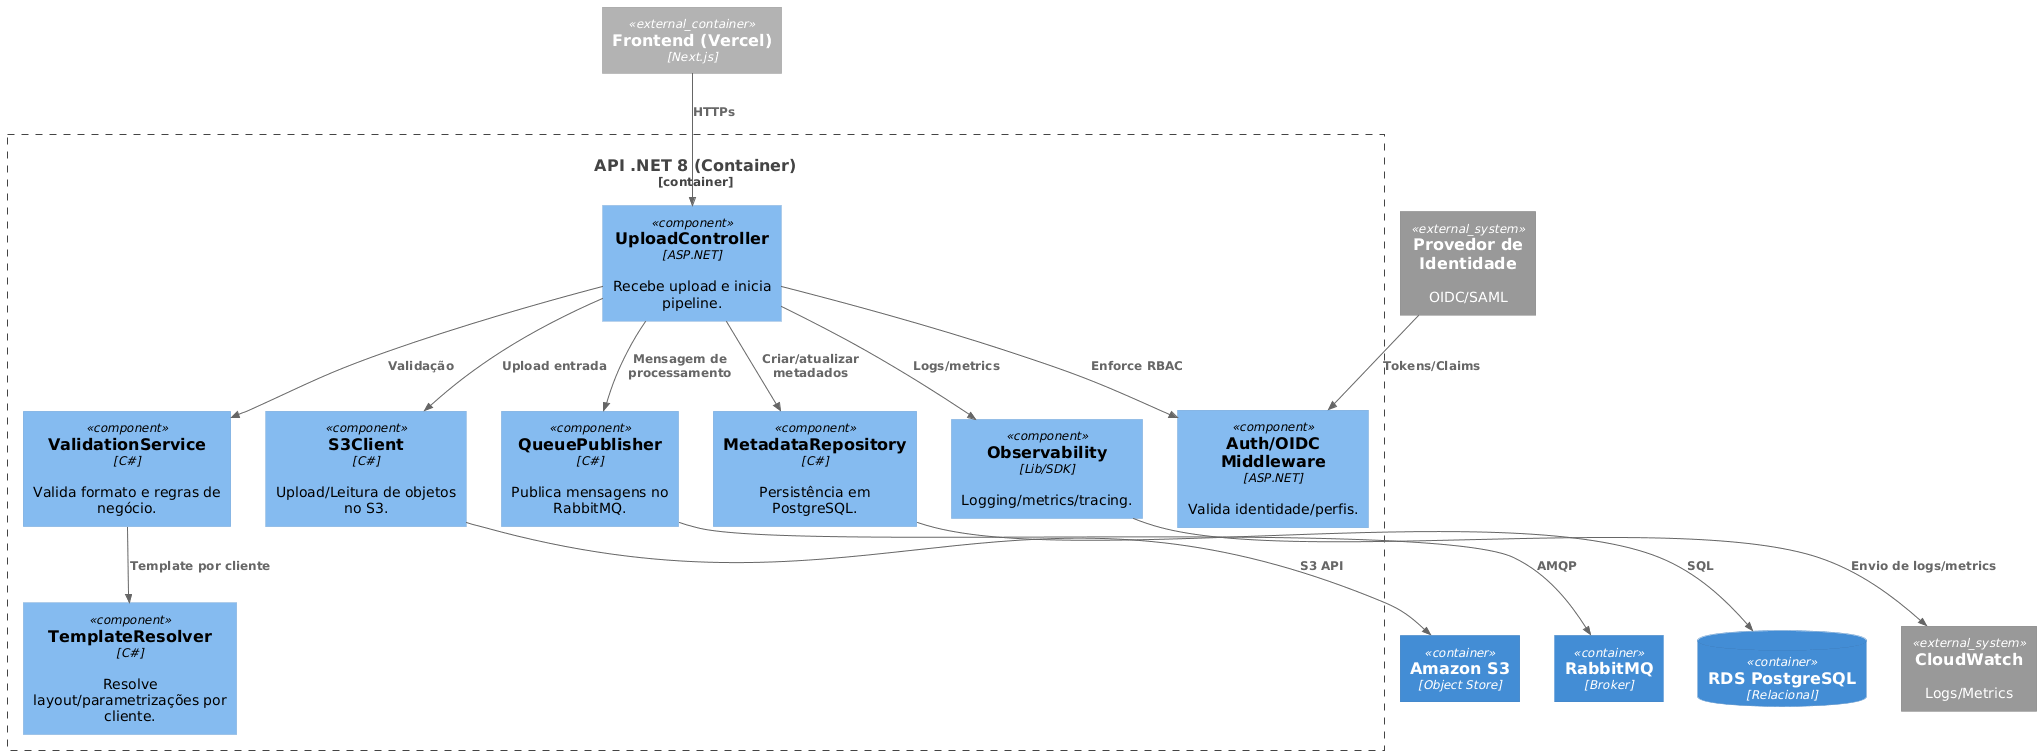 «external_container»
Frontend (Vercel)
[Next.js]
HTTPs
API .NET 8 (Container)
[container]
«component»
UploadController
[ASP.NET]
Recebe upload e inicia
pipeline.
«external_system»
Provedor de
Identidade
OIDC/SAML
Validação
Upload entrada
Mensagem de
processamento
Criar/atualizar
metadados
Logs/metrics
Enforce RBAC
Tokens/Claims
«component»
ValidationService
[C#]
Valida formato e regras de
negócio.
«component»
S3Client
[C#]
Upload/Leitura de objetos
no S3.
«component»
QueuePublisher
[C#]
Publica mensagens no
RabbitMQ.
«component»
MetadataRepository
[C#]
Persistência em
PostgreSQL.
«component»
Observability
[Lib/SDK]
Logging/metrics/tracing.
«component»
Auth/OIDC
Middleware
[ASP.NET]
Valida identidade/perfis.
Template por cliente
S3 API
AMQP
SQL
Envio de logs/metrics
«component»
TemplateResolver
[C#]
Resolve
layout/parametrizações por
cliente.
«container»
Amazon S3
[Object Store]
«container»
RabbitMQ
[Broker]
«container»
RDS PostgreSQL
[Relacional]
«external_system»
CloudWatch
Logs/Metrics